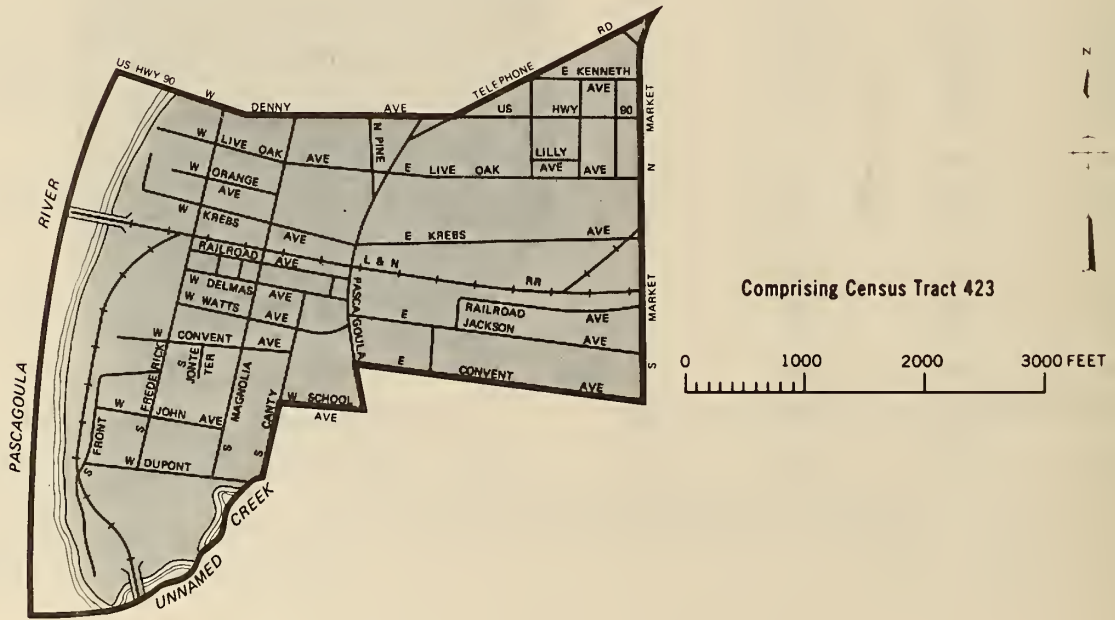 US HWY 90
W DENNY AVE
TELEPHONE RD
E KENNETH AVE
US HWY 90
N MARKET
N PINE
LILLY AVE
W LIVE OAK AVE
E LIVE OAK AVE
W ORANGE AVE
RIVER
W KREBS AVE
E KREBS AVE
RAILROAD AVE
L & N RR
W DELMAS AVE
W WATTS AVE
PASCAGOULA
RAILROAD AVE
E JACKSON AVE
S MARKET
W CONVENT AVE
E CONVENT AVE
S JONTE TER
S FREDERICK
S MAGNOLIA
S CANTY
W SCHOOL AVE
W JOHN AVE
S FRONT
W DUPONT
PASCAGOULA
UNNAMED CREEK
N
Comprising Census Tract 423
0 1000 2000 3000 FEET